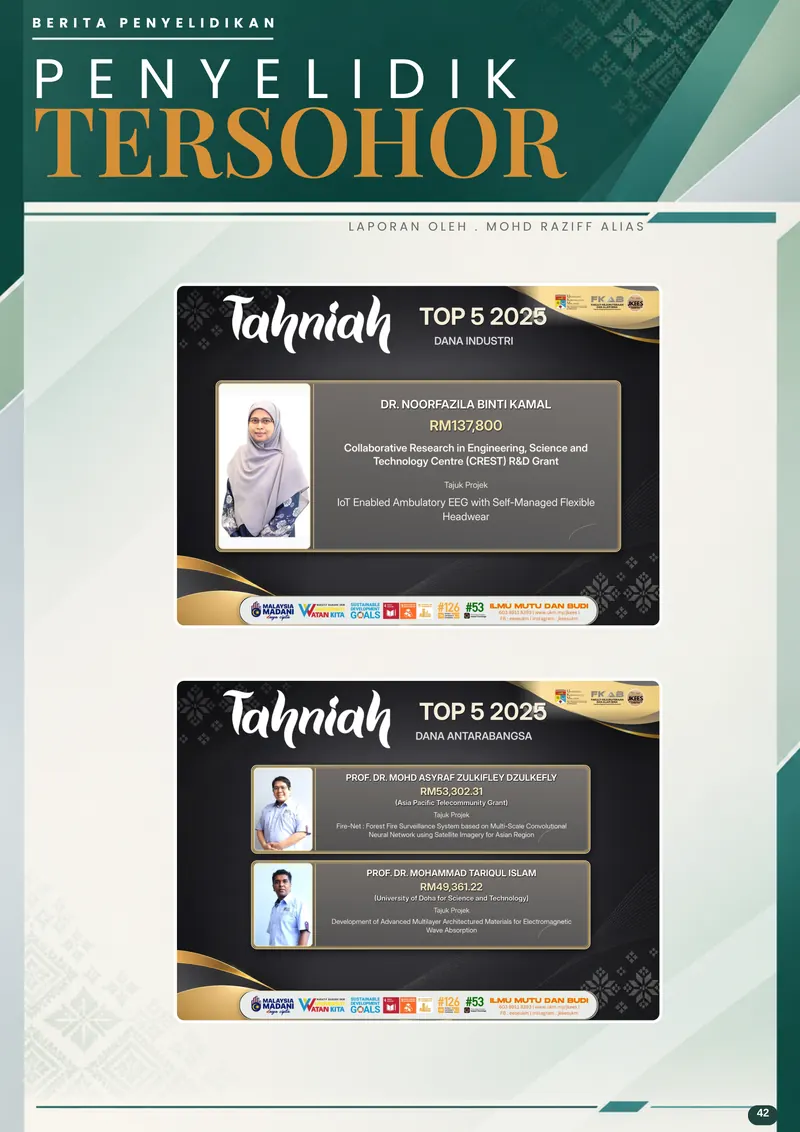 BERITA PENYELIDIKAN
PENYELIDIK
TERSOHOR
LAPORAN OLEH . MOHD RAZIFF ALIAS
Tahniah
TOP 5 2025
DANA INDUSTRI
FKAB
JKEES
DR. NOORFAZILA BINTI KAMAL
RM137,800
Collaborative Research in Engineering, Science and
Technology Centre (CREST) R&D Grant
Tajuk Projek
IoT Enabled Ambulatory EEG with Self-Managed Flexible
Headwear
MALAYSIA
MADANI
WATAN KITA
SUSTAINABLE
DEVELOPMENT
GOALS
#126
#53
ILMU MUTU DAN BUDI
Tahniah
TOP 5 2025
DANA ANTARABANGSA
FKAB
JKEES
PROF. DR. MOHD ASYRAF ZULKIFLEY DZULKEFLY
RM53,302.31
(Asia Pacific Telecommunity Grant)
Tajuk Projek
Fire-Net : Forest Fire Surveillance System based on Multi-Scale Convolutional
Neural Network using Satellite Imagery for Asian Region
PROF. DR. MOHAMMAD TARIQUL ISLAM
RM49,361.22
(University of Doha for Science and Technology)
Tajuk Projek
Development of Advanced Multilayer Architectured Materials for Electromagnetic
Wave Absorption
MALAYSIA
MADANI
WATAN KITA
SUSTAINABLE
DEVELOPMENT
GOALS
#126
#53
ILMU MUTU DAN BUDI
42